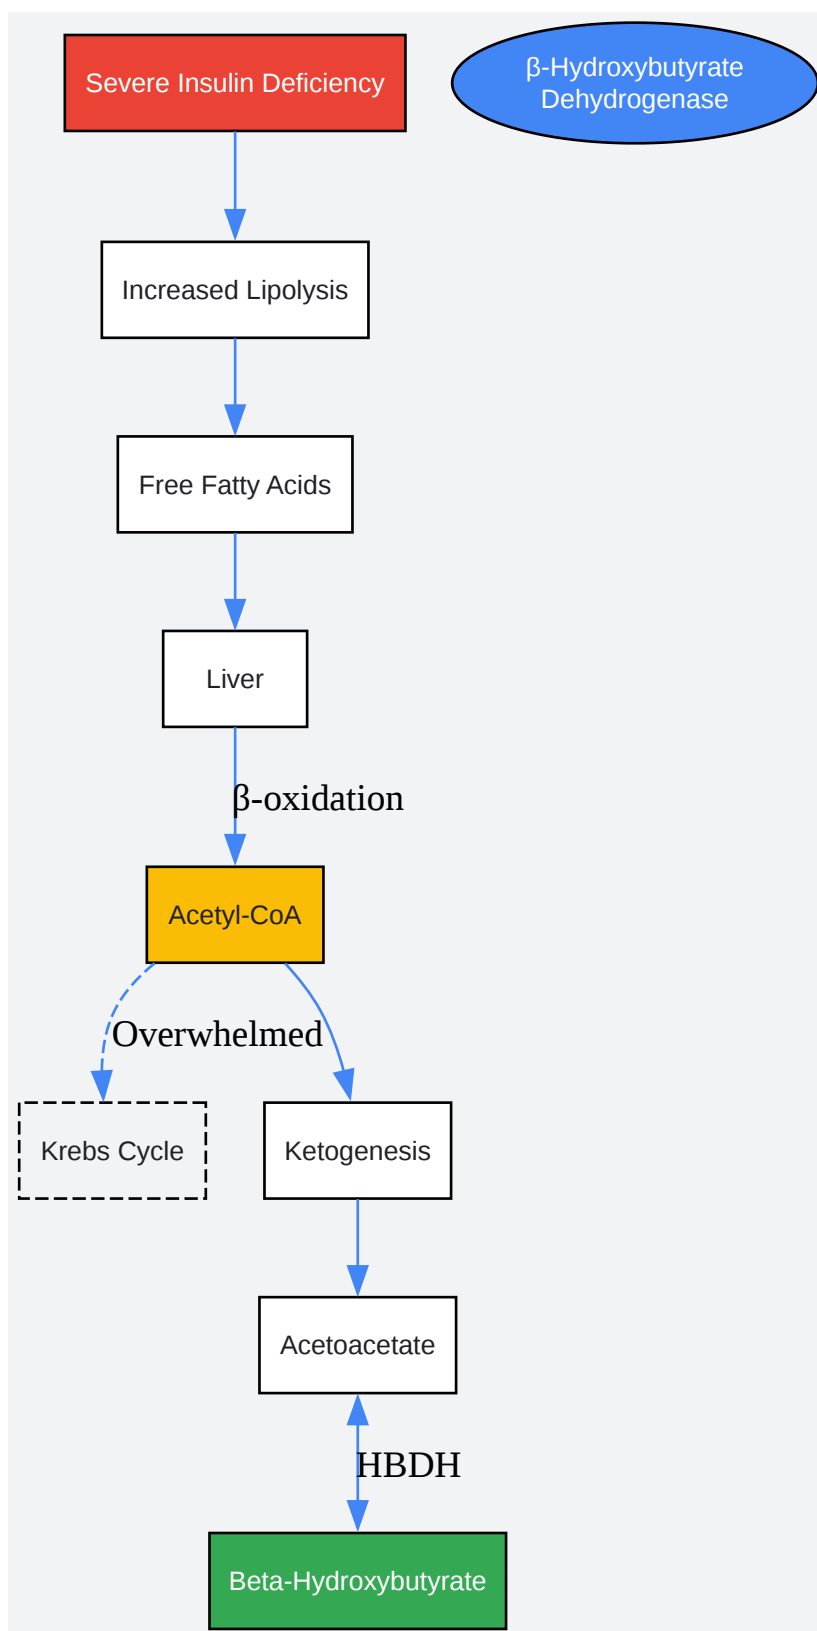 Severe Insulin Deficiency
β-Hydroxybutyrate
Dehydrogenase
Increased Lipolysis
Free Fatty Acids
Liver
β-oxidation
Acetyl-CoA
Overwhelmed
Krebs Cycle
Ketogenesis
Acetoacetate
HBDH
Beta-Hydroxybutyrate